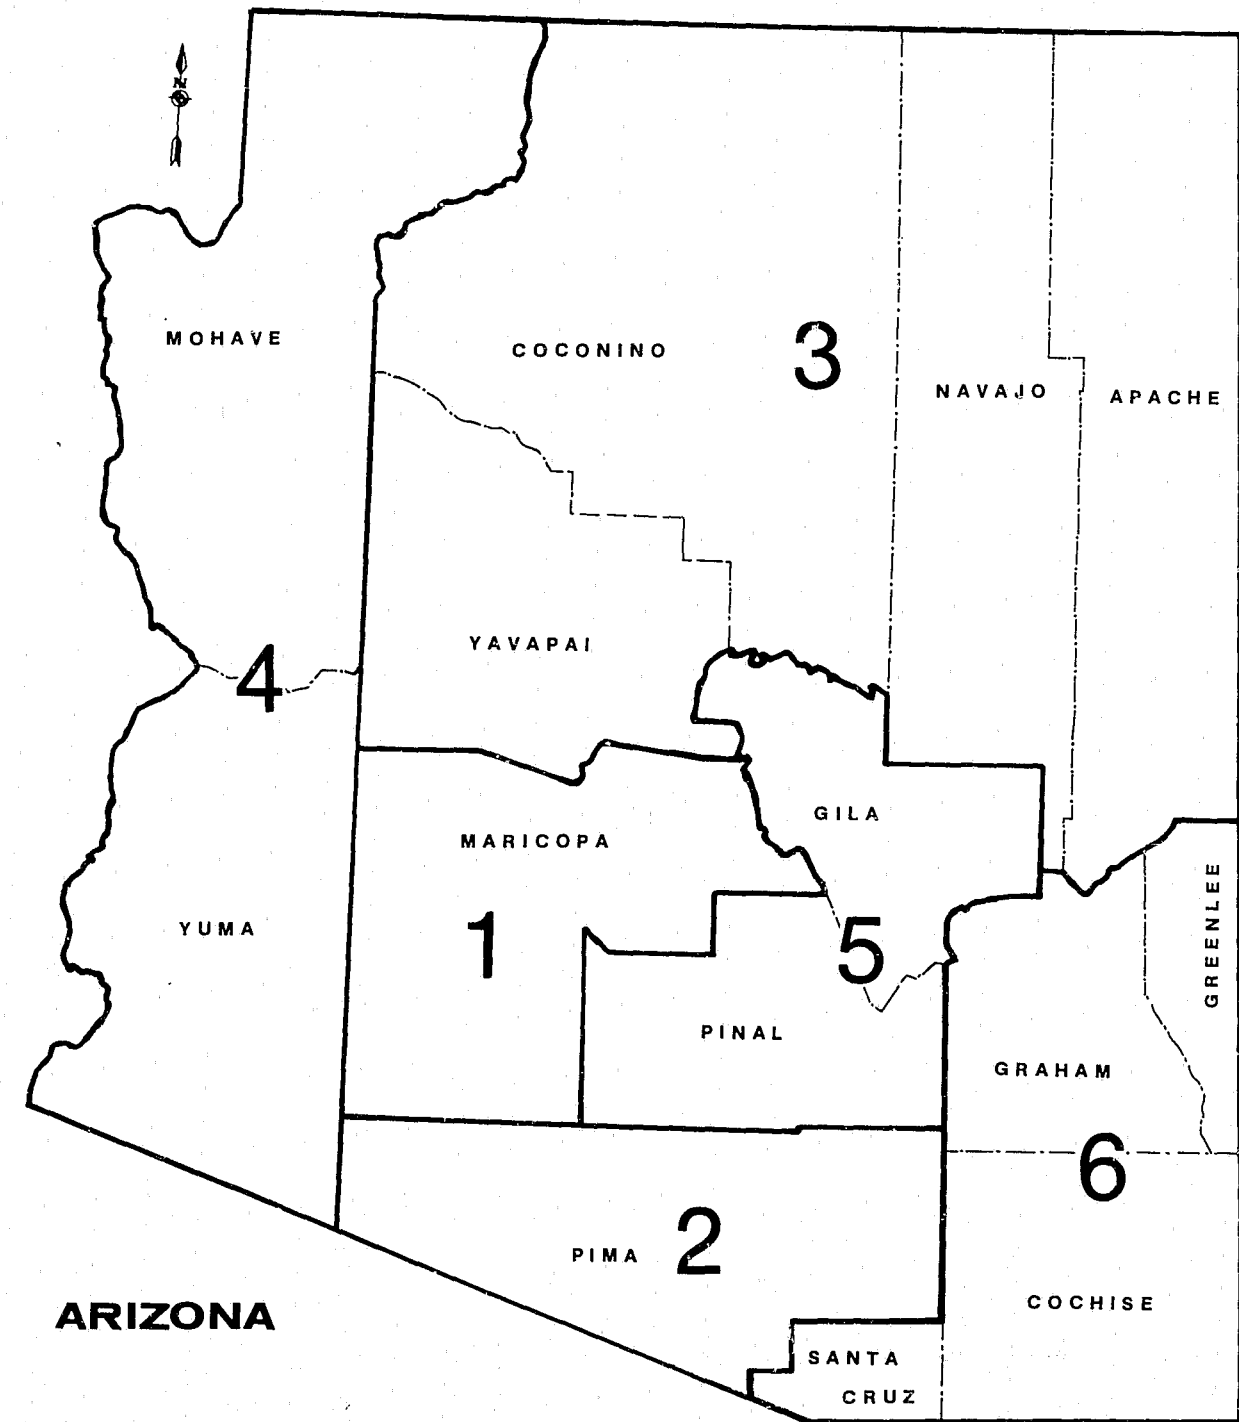 N
MOHAVE
COCONINO
3
NAVAJO
APACHE
YAVAPAI
4
GILA
MARICOPA
GREENLEE
YUMA
1
5
PINAL
GRAHAM
6
PIMA
2
COCHISE
ARIZONA
SANTA
CRUZ